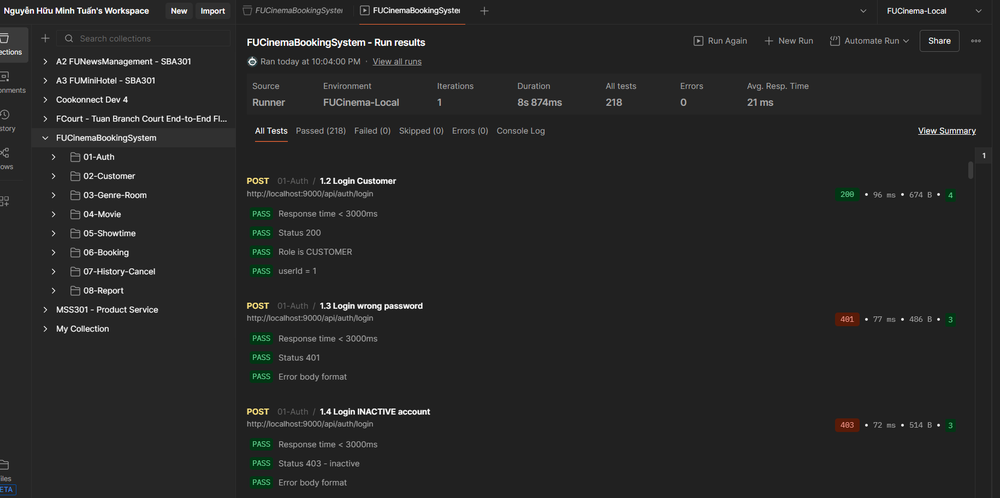 Nguyễn Hữu Minh Tuấn's Workspace
New
Import
FUCinemaBookingSyster
FUCinemaBookingSyster
FUCinema-Local
ections
onments
story
ows
iles
ETA
Search collections
A2 FUNewsManagement - SBA301
A3 FUMiniHotel - SBA301
Cookonnect Dev 4
FCourt - Tuan Branch Court End-to-End Fl...
FUCinemaBookingSystem
01-Auth
02-Customer
03-Genre-Room
04-Movie
05-Showtime
06-Booking
07-History-Cancel
08-Report
MSS301 - Product Service
My Collection
FUCinemaBookingSystem - Run results
Run Again
New Run
Automate Run
Share
Ran today at 10:04:00 PM · View all runs
Source Environment Iterations Duration All tests Errors Avg. Resp. Time
Runner FUCinema-Local 1 8s 874ms 218 0 21 ms
All Tests Passed (218) Failed (0) Skipped (0) Errors (0) Console Log View Summary
1
POST 01-Auth / 1.2 Login Customer
http://localhost:9000/api/auth/login
200 • 96 ms • 674 B • 4
PASS Response time < 3000ms
PASS Status 200
PASS Role is CUSTOMER
PASS userId = 1
POST 01-Auth / 1.3 Login wrong password
http://localhost:9000/api/auth/login
401 • 77 ms • 486 B • 3
PASS Response time < 3000ms
PASS Status 401
PASS Error body format
POST 01-Auth / 1.4 Login INACTIVE account
http://localhost:9000/api/auth/login
403 • 72 ms • 514 B • 3
PASS Response time < 3000ms
PASS Status 403 - inactive
PASS Error body format